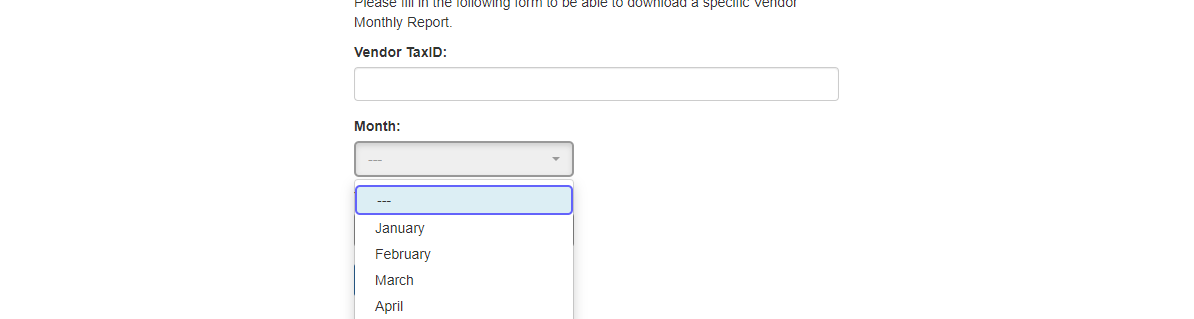 Please fill in the following form to be able to download a specific Vendor
Monthly Report.
Vendor TaxID:
Month:
---
---
January
February
March
April